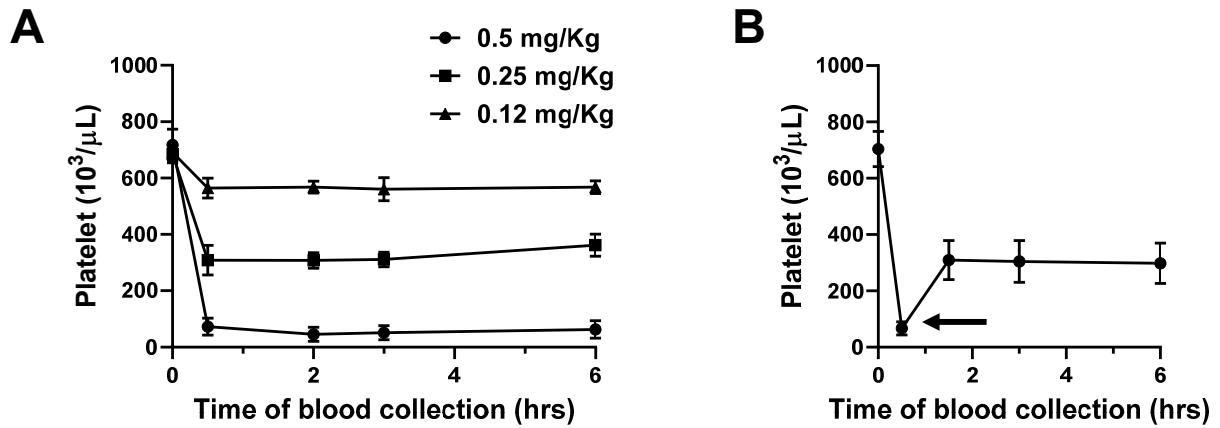 A
0.5 mg/Kg
0.25 mg/Kg
0.12 mg/Kg
Platelet (10³/μL)
1000
800
600
400
200
0
0 2 4 6
Time of blood collection (hrs)
B
Platelet (10³/μL)
1000
800
600
400
200
0
0 2 4 6
Time of blood collection (hrs)